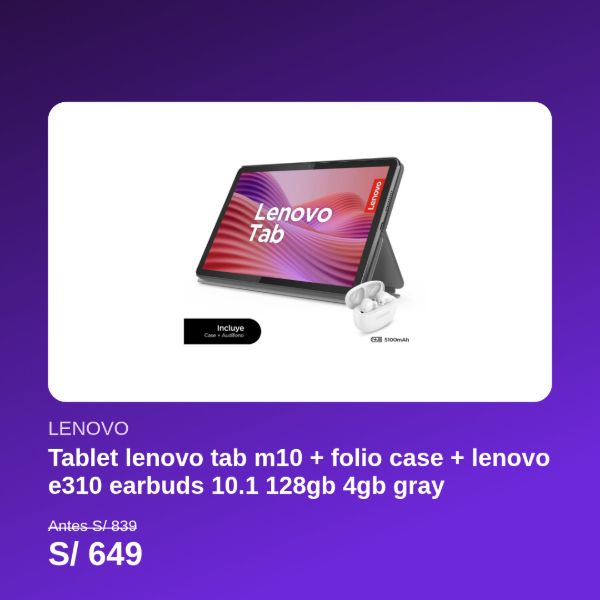 Lenovo
Lenovo
Tab
Incluye
Case + Audífono
5100mAh
LENOVO
Tablet lenovo tab m10 + folio case + lenovo
e310 earbuds 10.1 128gb 4gb gray
Antes S/ 839
S/ 649